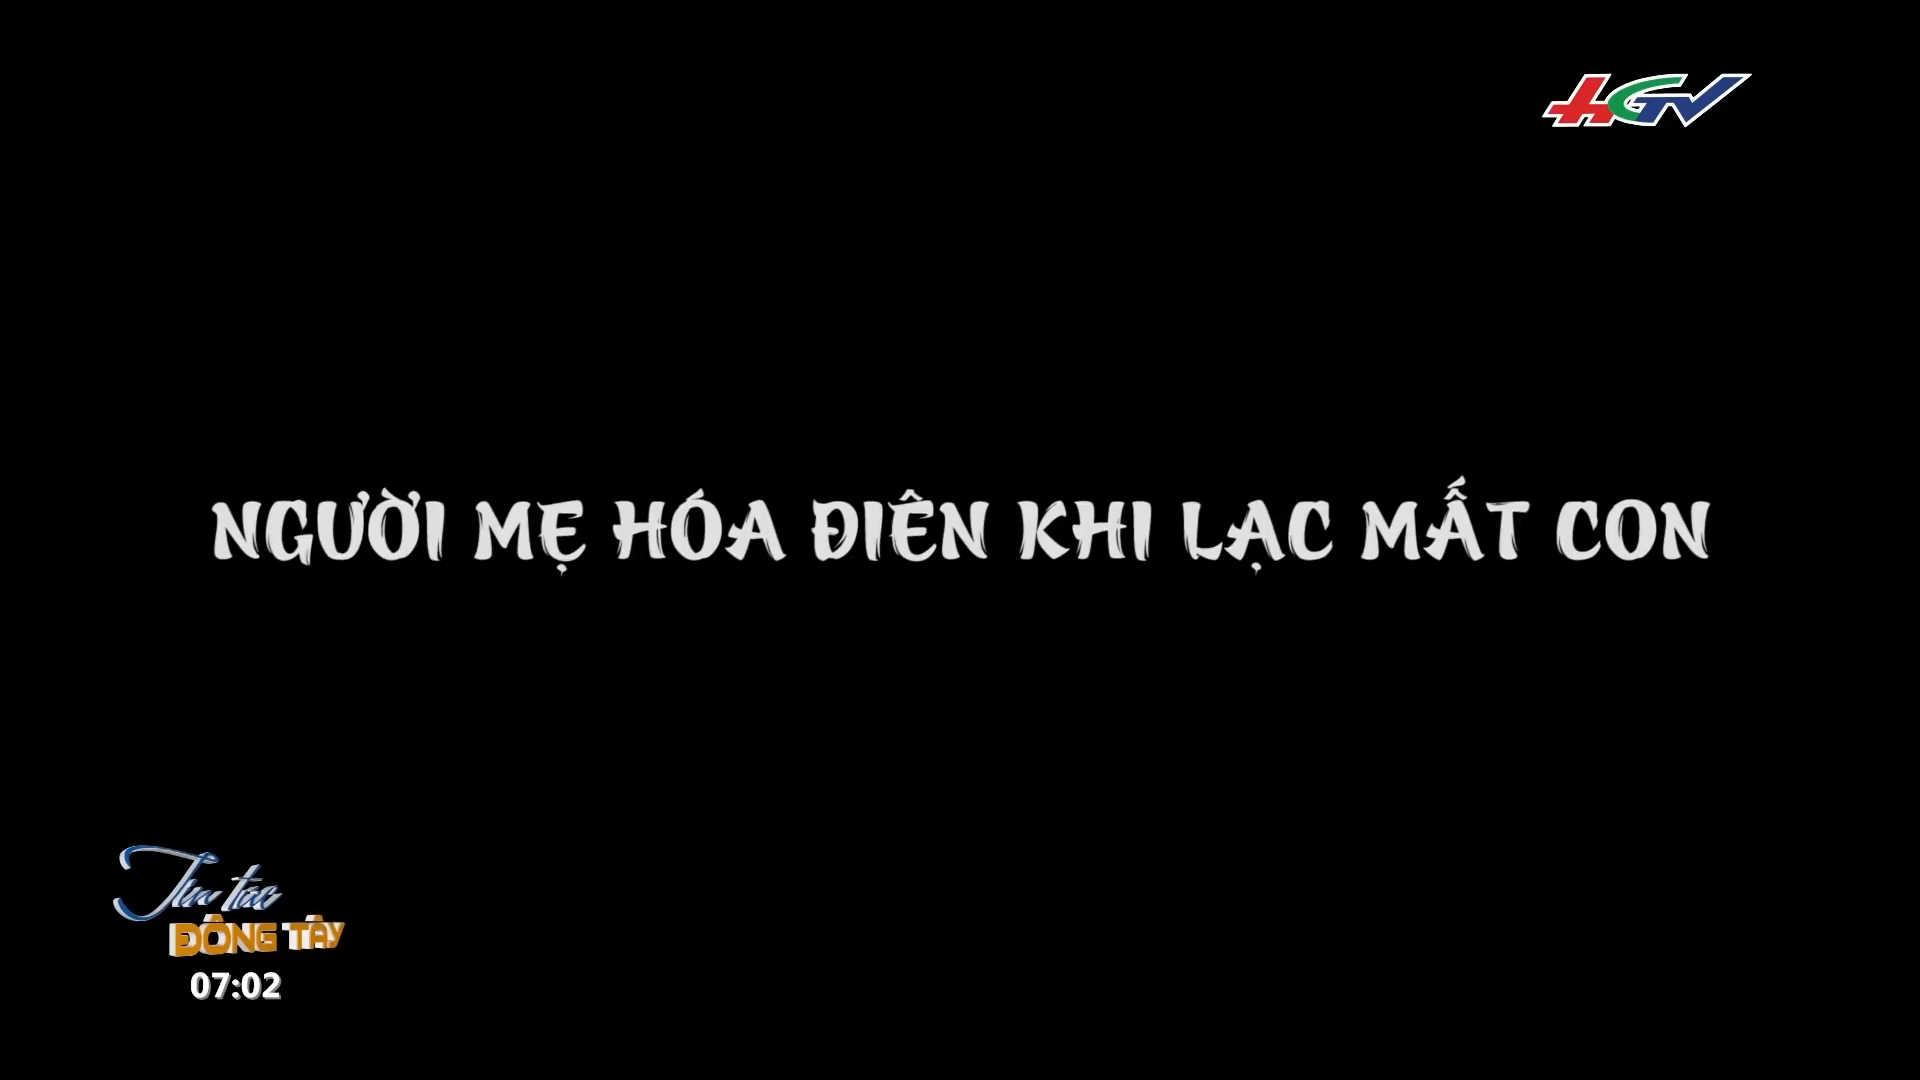 HGTV
NGƯỜI MẸ HÓA ĐIÊN KHI LẠC MẤT CON
Tin tức
ĐÔNG TÂY
07:02